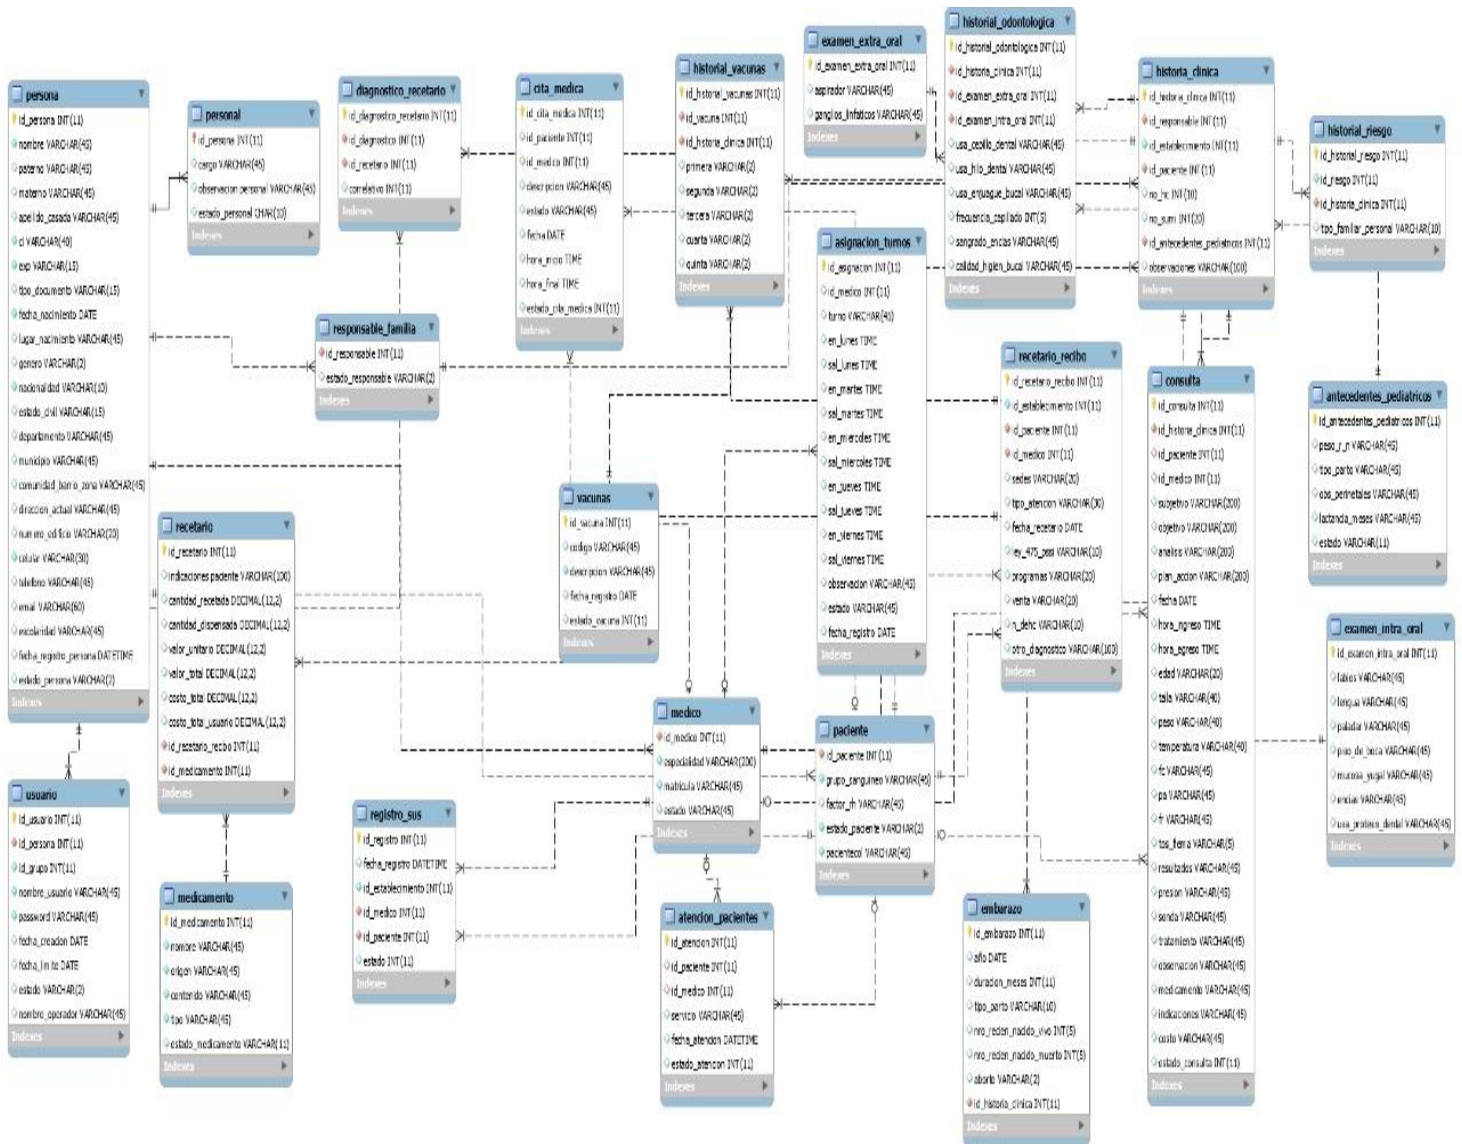 persona
id_persona INT(11)
nombre VARCHAR(45)
paterno VARCHAR(45)
materno VARCHAR(45)
apellido_casada VARCHAR(45)
ci VARCHAR(40)
exp VARCHAR(15)
tipo_documento VARCHAR(15)
fecha_nacimiento DATE
lugar_nacimiento VARCHAR(45)
genero VARCHAR(2)
nacionalidad VARCHAR(10)
estado_civil VARCHAR(15)
departamento VARCHAR(45)
municipio VARCHAR(45)
comunidad_barrio_zona VARCHAR(45)
direccion_actual VARCHAR(45)
numero_edificio VARCHAR(20)
celular VARCHAR(30)
telefono VARCHAR(45)
email VARCHAR(60)
escolaridad VARCHAR(45)
fecha_registro_persona DATETIME
estado_persona VARCHAR(2)
Indexes
personal
id_persona INT(11)
cargo VARCHAR(45)
observacion personal VARCHAR(45)
estado_personal CHAR(10)
Indexes
diagnostico_recetario
id_diagnostico_recetario INT(11)
id_diagnostico INT(11)
id_recetario INT(11)
correlativo INT(11)
Indexes
cita_medica
id_cita_medica INT(11)
id_paciente INT(11)
id_medico INT(11)
descripcion VARCHAR(45)
estado VARCHAR(45)
fecha DATE
hora_inicio TIME
hora_final TIME
estado_cita_medica INT(11)
Indexes
historial_vacunas
id_historial_vacunas INT(11)
id_vacuna INT(11)
id_historia_clinica INT(11)
primera VARCHAR(2)
segunda VARCHAR(2)
tercera VARCHAR(2)
cuarta VARCHAR(2)
quinta VARCHAR(2)
Indexes
examen_extra_oral
id_examen_extra_oral INT(11)
aspirador VARCHAR(45)
ganglios_linfaticos VARCHAR(45)
Indexes
historial_odontologica
id_historial_odontologica INT(11)
id_historia_clinica INT(11)
id_examen_extra_oral INT(11)
id_examen_intra_oral INT(11)
usa_cepillo_dental VARCHAR(45)
usa_hilo_dental VARCHAR(45)
usa_enjuague_bucal VARCHAR(45)
frecuencia_cepillado INT(5)
sangrado_encias VARCHAR(45)
calidad_higien_bucal VARCHAR(45)
Indexes
historia_clinica
id_historia_clinica INT(11)
id_responsable INT(11)
id_establecimiento INT(11)
id_paciente INT(11)
no_hc INT(10)
no_sumi INT(20)
id_antecedentes_pediatricos INT(11)
observaciones VARCHAR(100)
Indexes
historial_riesgo
id_historial_riesgo INT(11)
id_riesgo INT(11)
id_historia_clinica INT(11)
tipo_familiar_personal VARCHAR(10)
Indexes
responsable_familia
id_responsable INT(11)
estado_responsable VARCHAR(2)
Indexes
asignacion_turnos
id_asignacion INT(11)
id_medico INT(11)
turno VARCHAR(45)
en_lunes TIME
sal_lunes TIME
en_martes TIME
sal_martes TIME
en_miercoles TIME
sal_miercoles TIME
en_jueves TIME
sal_jueves TIME
en_viernes TIME
sal_viernes TIME
observacion VARCHAR(45)
estado VARCHAR(45)
fecha_registro DATE
recetario_recibo
id_recetario_recibo INT(11)
id_establecimiento INT(11)
id_paciente INT(11)
id_medico INT(11)
sedes VARCHAR(20)
tipo_atencion VARCHAR(30)
fecha_recetario DATE
ley_475_pssi VARCHAR(10)
programas VARCHAR(20)
venta VARCHAR(20)
n_dehc VARCHAR(10)
otro_diagnostico VARCHAR(100)
Indexes
consulta
id_consulta INT(11)
id_historia_clinica INT(11)
id_paciente INT(11)
id_medico INT(11)
subjetivo VARCHAR(200)
objetivo VARCHAR(200)
analisis VARCHAR(200)
plan_accion VARCHAR(200)
fecha DATE
hora_ingreso TIME
hora_egreso TIME
edad VARCHAR(20)
talla VARCHAR(40)
peso VARCHAR(40)
temperatura VARCHAR(40)
fc VARCHAR(45)
pa VARCHAR(45)
fr VARCHAR(45)
tos_flema VARCHAR(5)
resultados VARCHAR(45)
presion VARCHAR(45)
sonda VARCHAR(45)
tratamiento VARCHAR(45)
observacion VARCHAR(45)
medicamento VARCHAR(45)
indicaciones VARCHAR(45)
costo VARCHAR(45)
estado_consulta INT(11)
Indexes
antecedentes_pediatricos
id_antecedentes_pediatricos INT(11)
peso_r_n VARCHAR(45)
tipo_parto VARCHAR(45)
obs_perinetales VARCHAR(45)
lactancia_meses VARCHAR(45)
estado VARCHAR(11)
Indexes
recetario
id_recetario INT(11)
indicaciones paciente VARCHAR(100)
cantidad_recetada DECIMAL(12,2)
cantidad_dispensada DECIMAL(12,2)
valor_unitario DECIMAL(12,2)
valor_total DECIMAL(12,2)
costo_total DECIMAL(12,2)
costo_total_usuario DECIMAL(12,2)
id_recetario_recibo INT(11)
id_medicamento INT(11)
Indexes
vacunas
id_vacuna INT(11)
codigo VARCHAR(45)
descripcion VARCHAR(45)
fecha_registro DATE
estado_vacuna INT(11)
Indexes
examen_intra_oral
id_examen_intra_oral INT(11)
labios VARCHAR(45)
lengua VARCHAR(45)
paladar VARCHAR(45)
piso_de_boca VARCHAR(45)
mucosa_yugal VARCHAR(45)
encias VARCHAR(45)
usa_protesis_dental VARCHAR(45)
medico
id_medico INT(11)
especialidad VARCHAR(200)
matricula VARCHAR(45)
estado VARCHAR(45)
Indexes
paciente
id_paciente INT(11)
grupo_sanguineo VARCHAR(45)
factor_rh VARCHAR(45)
estado_paciente VARCHAR(2)
pacientecol VARCHAR(45)
Indexes
usuario
id_usuario INT(11)
id_persona INT(11)
id_grupo INT(11)
nombre_usuario VARCHAR(45)
password VARCHAR(45)
fecha_creacion DATE
fecha_limite DATE
estado VARCHAR(2)
nombre_operador VARCHAR(45)
Indexes
medicamento
id_medicamento INT(11)
nombre VARCHAR(45)
origen VARCHAR(45)
contenido VARCHAR(45)
tipo VARCHAR(45)
estado_medicamento VARCHAR(11)
Indexes
registro_sus
id_registro INT(11)
fecha_registro DATETIME
id_establecimiento INT(11)
id_medico INT(11)
id_paciente INT(11)
estado INT(11)
Indexes
atencion_pacientes
id_atencion INT(11)
id_paciente INT(11)
id_medico INT(11)
servicio VARCHAR(45)
fecha_atencion DATETIME
estado_atencion INT(11)
Indexes
embarazo
id_embarazo INT(11)
año DATE
duracion_meses INT(11)
tipo_parto VARCHAR(10)
nro_recien_nacido_vivo INT(5)
nro_recien_nacido_muerto INT(5)
aborto VARCHAR(2)
id_historia_clinica INT(11)
Indexes